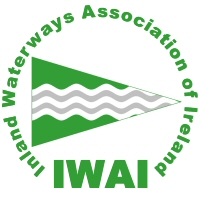 Inland Waterways Association of Ireland
IWAI